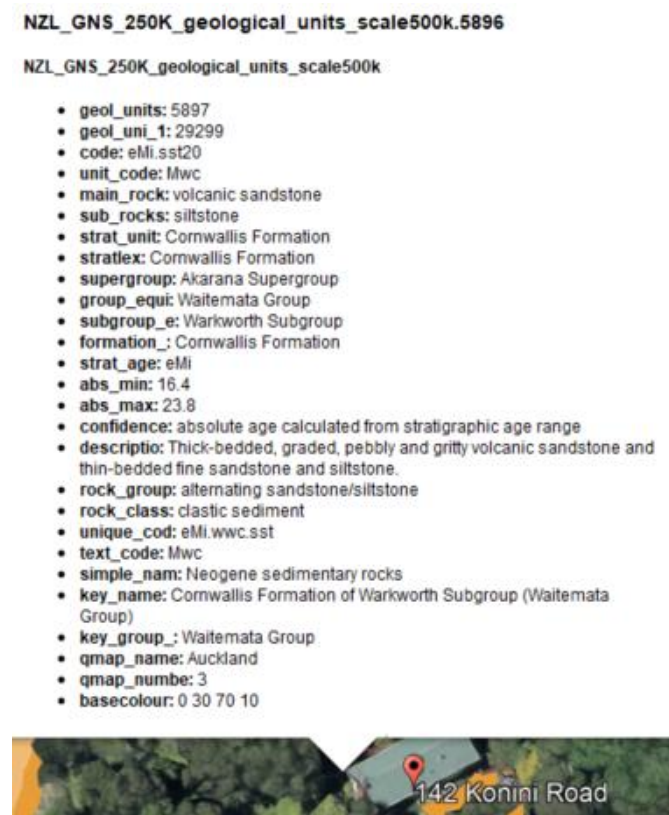 NZL_GNS_250K_geological_units_scale500k.5896
NZL_GNS_250K_geological_units_scale500k
• geol_units: 5897
• geol_uni_1: 29299
• code: eMi.sst20
• unit_code: Mwc
• main_rock: volcanic sandstone
• sub_rocks: siltstone
• strat_unit: Cornwallis Formation
• stratlex: Cornwallis Formation
• supergroup: Akarana Supergroup
• group_equi: Waitemata Group
• subgroup_e: Warkworth Subgroup
• formation_: Cornwallis Formation
• strat_age: eMi
• abs_min: 16.4
• abs_max: 23.8
• confidence: absolute age calculated from stratigraphic age range
• descriptio: Thick-bedded, graded, pebbly and gritty volcanic sandstone and
thin-bedded fine sandstone and siltstone.
• rock_group: alternating sandstone/siltstone
• rock_class: clastic sediment
• unique_cod: eMi.wwc.sst
• text_code: Mwc
• simple_nam: Neogene sedimentary rocks
• key_name: Cornwallis Formation of Warkworth Subgroup (Waitemata
Group)
• key_group_: Waitemata Group
• qmap_name: Auckland
• qmap_numbe: 3
• basecolour: 0 30 70 10
142 Konini Road